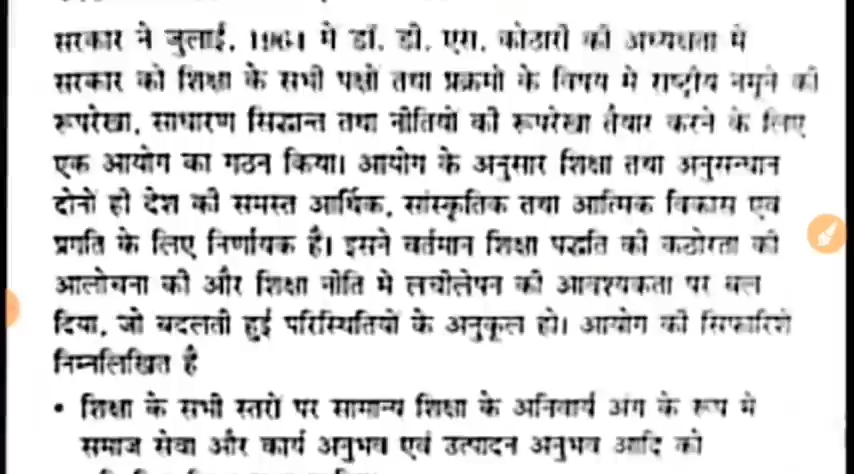 सरकार ने जुलाई, 1964 में डॉ. डी. एस. कोठारी की अध्यक्षता में
सरकार को शिक्षा के सभी पक्षों तथा प्रक्रमों के विषय में राष्ट्रीय नमूने की
रूपरेखा, साधारण सिद्धान्त तथा नीतियों की रूपरेखा तैयार करने के लिए
एक आयोग का गठन किया। आयोग के अनुसार शिक्षा तथा अनुसन्धान
दोनों ही देश की समस्त आर्थिक, सांस्कृतिक तथा आत्मिक विकास एवं
प्रगति के लिए निर्णायक है। इसने वर्तमान शिक्षा पद्धति की कठोरता की
आलोचना की और शिक्षा नीति में लचीलेपन की आवश्यकता पर बल
दिया, जो बदलती हुई परिस्थितियों के अनुकूल हो। आयोग की सिफारिशें
निम्नलिखित हैं
• शिक्षा के सभी स्तरों पर सामान्य शिक्षा के अनिवार्य अंग के रूप में
समाज सेवा और कार्य अनुभव एवं उत्पादन अनुभव आदि को